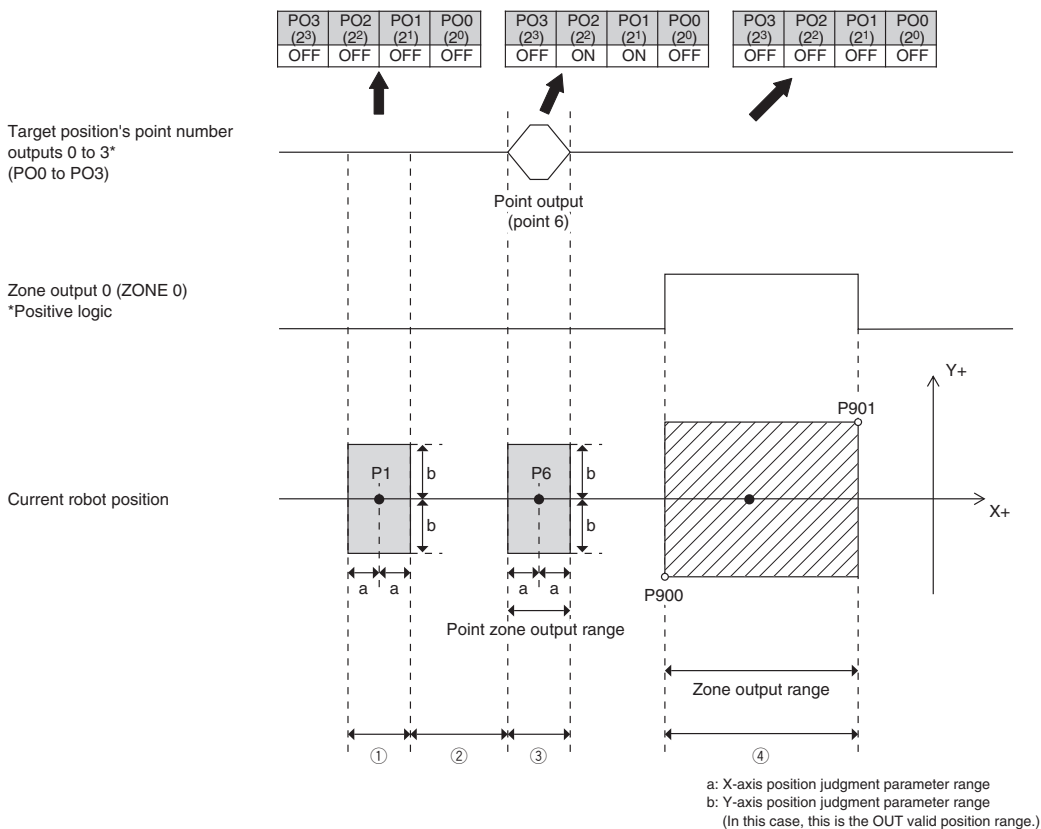 PO3 PO2 PO1 PO0 PO3 PO2 PO1 PO0 PO3 PO2 PO1 PO0
(2³) (2²) (2¹) (2⁰) (2³) (2²) (2¹) (2⁰) (2³) (2²) (2¹) (2⁰)
OFF OFF OFF OFF OFF ON ON OFF OFF OFF OFF OFF
Target position's point number
outputs 0 to 3*
(PO0 to PO3)
Point output
(point 6)
Zone output 0 (ZONE 0)
*Positive logic
Y+
P901
P1 b P6 b
Current robot position
X+
b b
a a a a
P900
Point zone output range
Zone output range
① ② ③ ④
a: X-axis position judgment parameter range
b: Y-axis position judgment parameter range
(In this case, this is the OUT valid position range.)